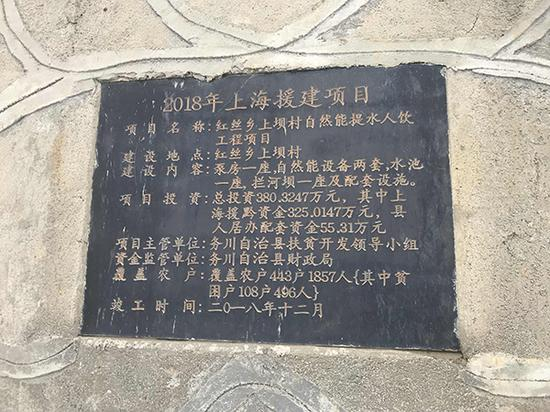 2018年上海援建项目
项目名称:红丝乡上坝村自然能提水人饮
工程项目
建设地点:红丝乡上坝村
建设内容:泵房一座,自然能设备两套,水池
一座,拦河坝一座及配套设施。
项目投资:总投资380.3247万元,其中上
海援黔资金325.0147万元,县
人居办配套资金55.31万元
项目主管单位:务川自治县扶贫开发领导小组
资金监管单位:务川自治县财政局
覆盖农户:覆盖农户443户1857人{其中贫
困户108户496人}
竣工时间:二0一八年十二月